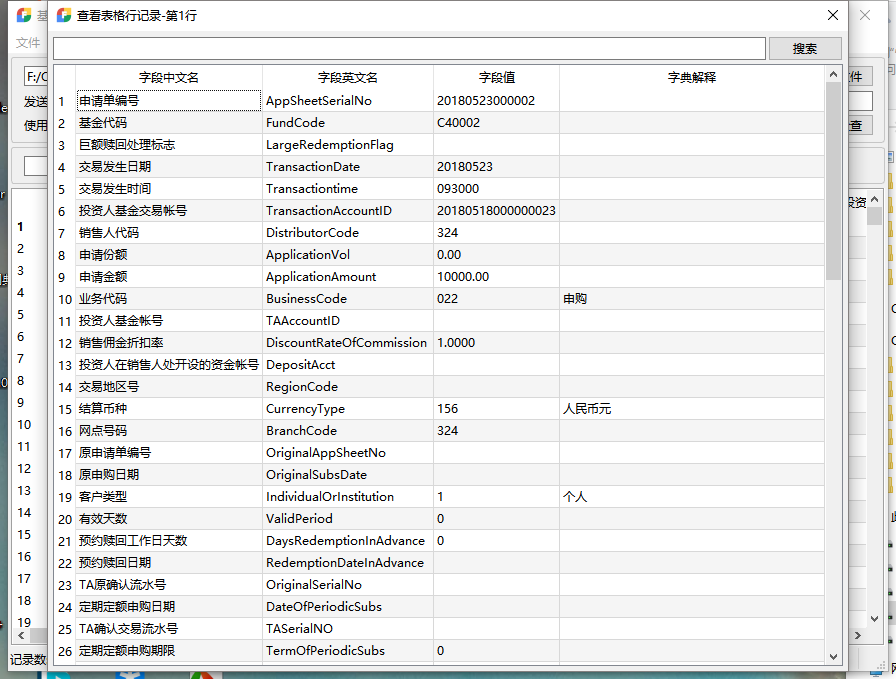 查看表格行记录-第1行
文件
搜索
F:/C
件
发送
使用
查
投资
记录数
字段中文名 字段英文名 字段值 字典解释
1 申请单编号 AppSheetSerialNo 20180523000002
2 基金代码 FundCode C40002
3 巨额赎回处理标志 LargeRedemptionFlag
4 交易发生日期 TransactionDate 20180523
5 交易发生时间 Transactiontime 093000
6 投资人基金交易帐号 TransactionAccountID 20180518000000023
7 销售人代码 DistributorCode 324
8 申请份额 ApplicationVol 0.00
9 申请金额 ApplicationAmount 10000.00
10 业务代码 BusinessCode 022 申购
11 投资人基金帐号 TAAccountID
12 销售佣金折扣率 DiscountRateOfCommission 1.0000
13 投资人在销售人处开设的资金帐号 DepositAcct
14 交易地区号 RegionCode
15 结算币种 CurrencyType 156 人民币元
16 网点号码 BranchCode 324
17 原申请单编号 OriginalAppSheetNo
18 原申购日期 OriginalSubsDate
19 客户类型 IndividualOrInstitution 1 个人
20 有效天数 ValidPeriod 0
21 预约赎回工作日天数 DaysRedemptionInAdvance 0
22 预约赎回日期 RedemptionDateInAdvance
23 TA原确认流水号 OriginalSerialNo
24 定期定额申购日期 DateOfPeriodicSubs
25 TA确认交易流水号 TASerialNO
26 定期定额申购期限 TermOfPeriodicSubs 0
1
2
3
4
5
6
7
8
9
10
11
12
13
14
15
16
17
18
19